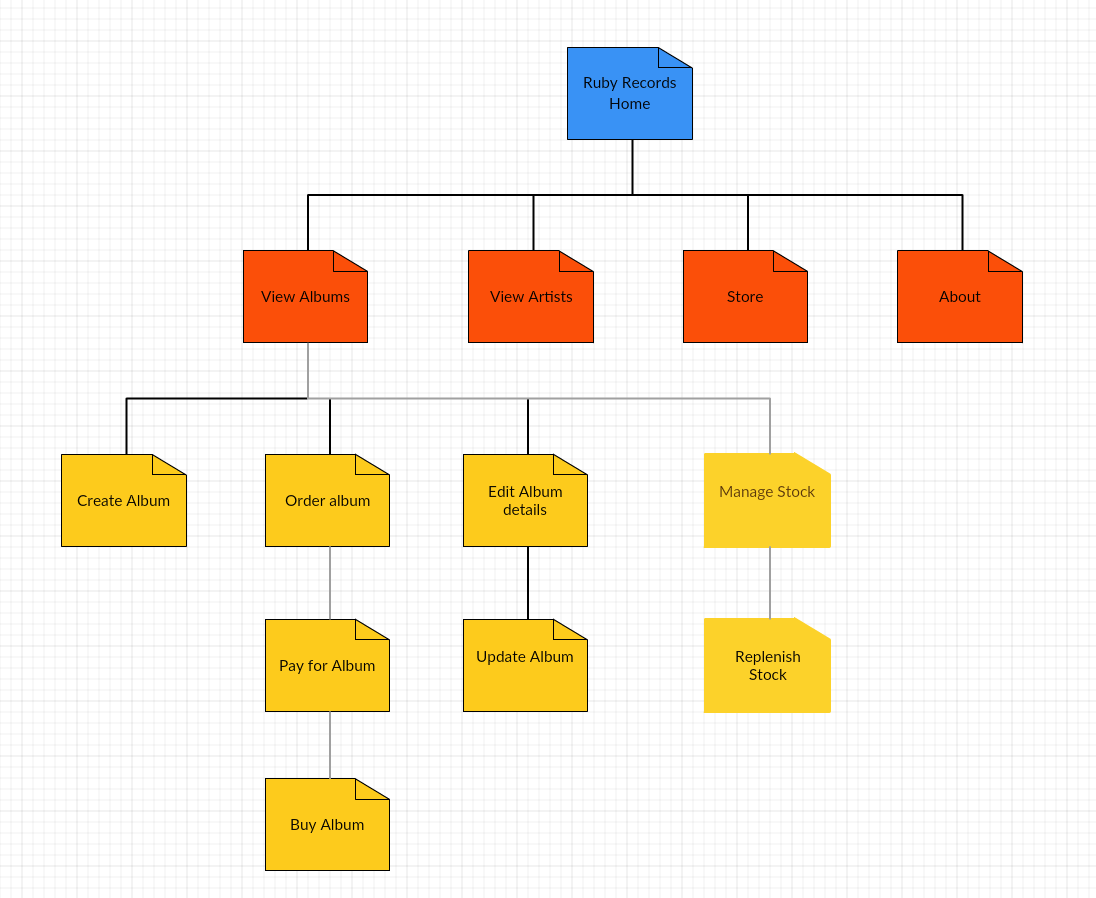 Ruby Records
Home
View Albums
View Artists
Store
About
Create Album
Order album
Edit Album
details
Manage Stock
Pay for Album
Update Album
Replenish
Stock
Buy Album